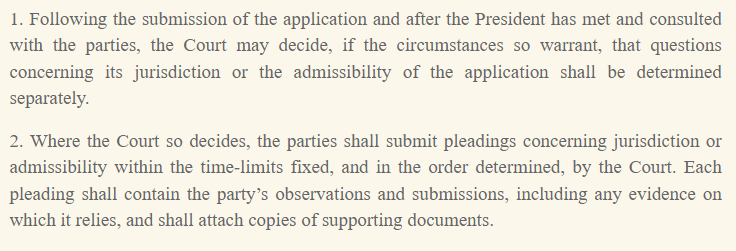 1. Following the submission of the application and after the President has met and consulted
with the parties, the Court may decide, if the circumstances so warrant, that questions
concerning its jurisdiction or the admissibility of the application shall be determined
separately.
2. Where the Court so decides, the parties shall submit pleadings concerning jurisdiction or
admissibility within the time-limits fixed, and in the order determined, by the Court. Each
pleading shall contain the party’s observations and submissions, including any evidence on
which it relies, and shall attach copies of supporting documents.